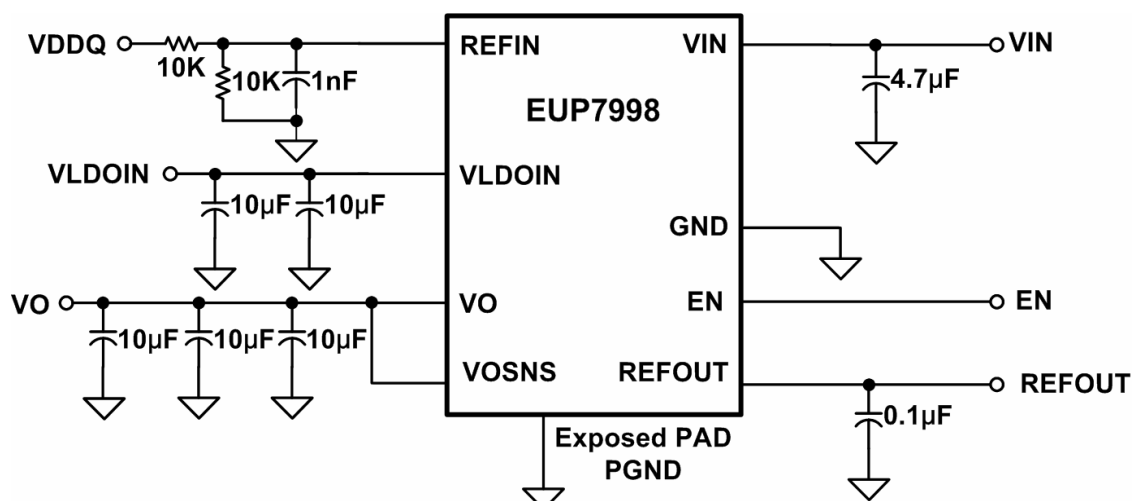 VDDQ
10K
10K
1nF
REFIN
VIN
VIN
4.7µF
EUP7998
VLDOIN
VLDOIN
10µF
10µF
GND
VO
VO
EN
EN
10µF
10µF
10µF
VOSNS
REFOUT
REFOUT
0.1µF
Exposed PAD
PGND